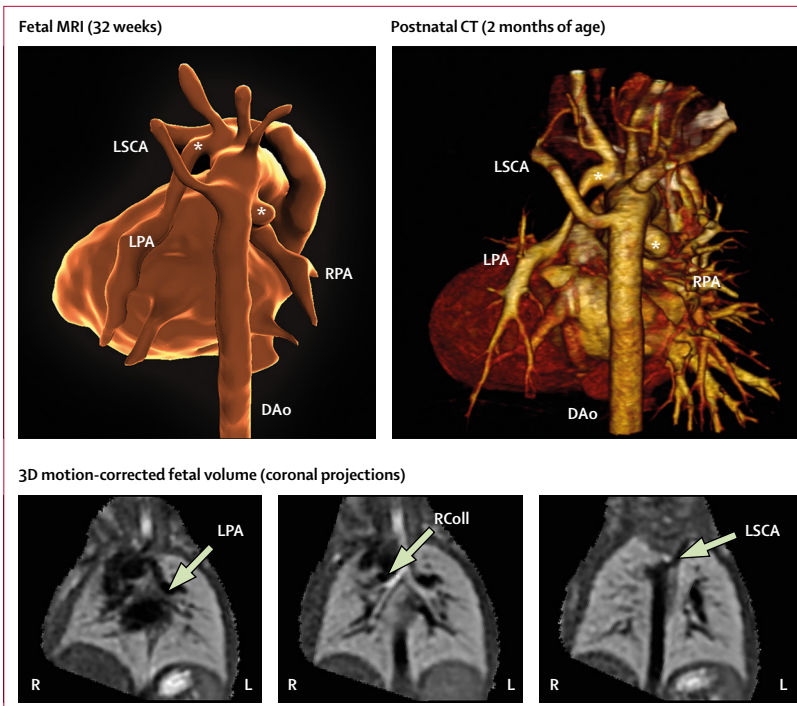 Fetal MRI (32 weeks)
Postnatal CT (2 months of age)
LSCA
*
*
LPA
RPA
DAo
LSCA
*
*
LPA
RPA
DAo
3D motion-corrected fetal volume (coronal projections)
LPA
R
L
RColl
R
L
LSCA
R
L